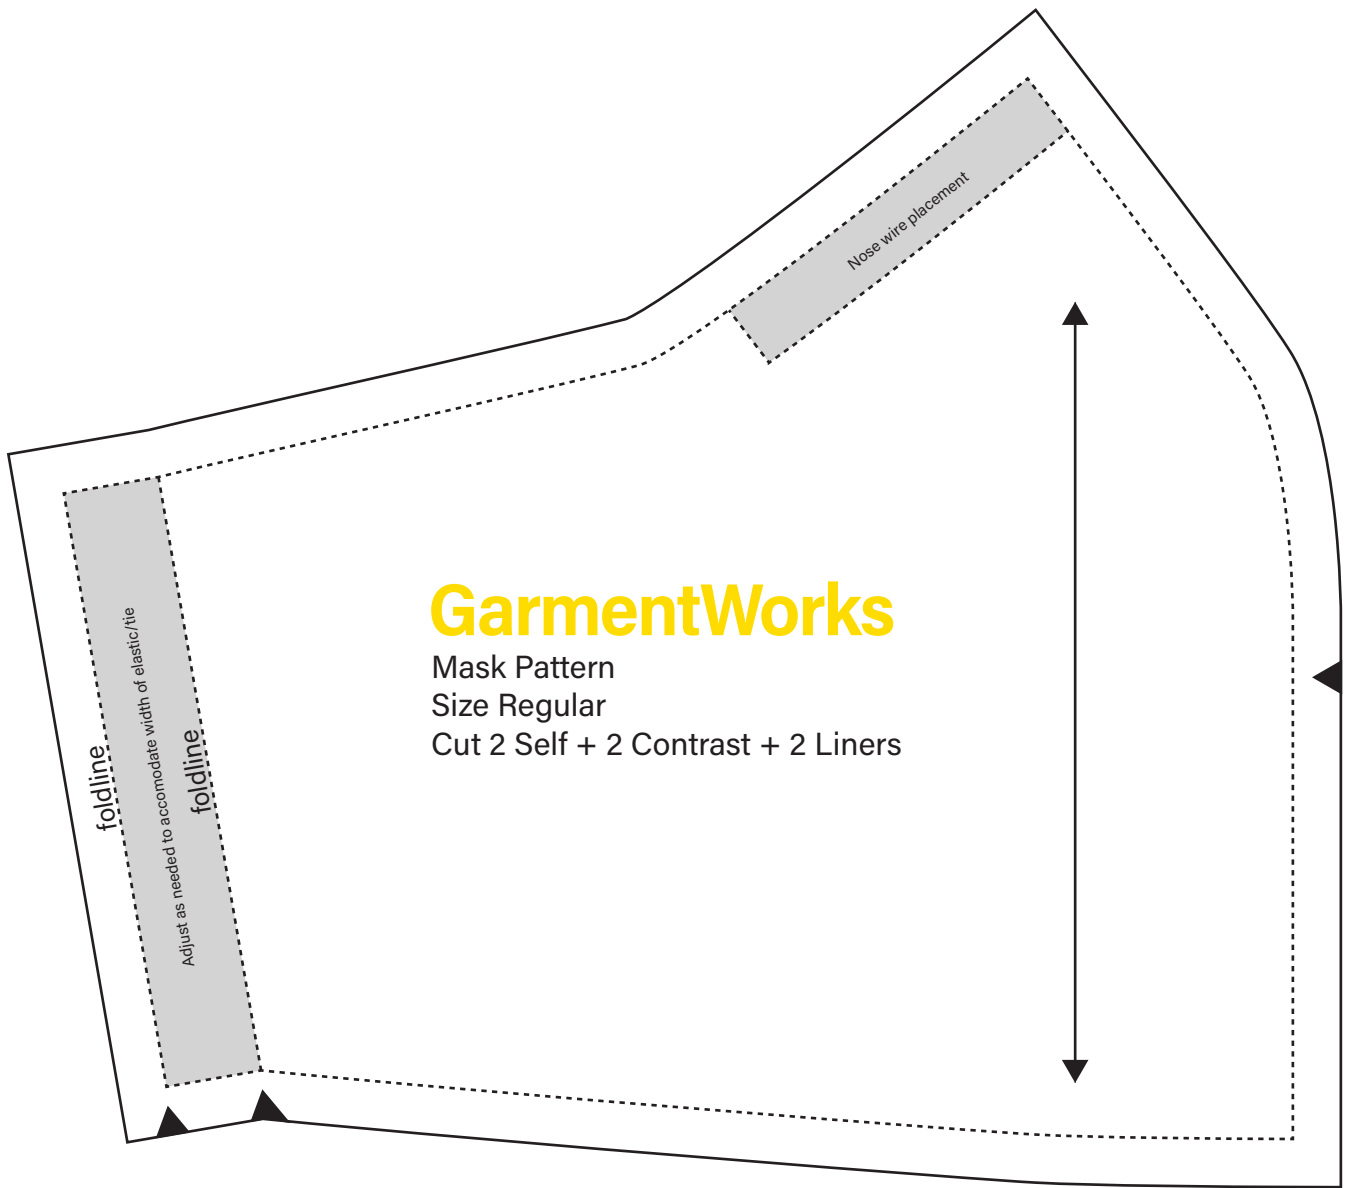 Nose wire placement
GarmentWorks
Mask Pattern
Size Regular
Cut 2 Self + 2 Contrast + 2 Liners
foldline
Adjust as needed to accomodate width of elastic/tie
foldline